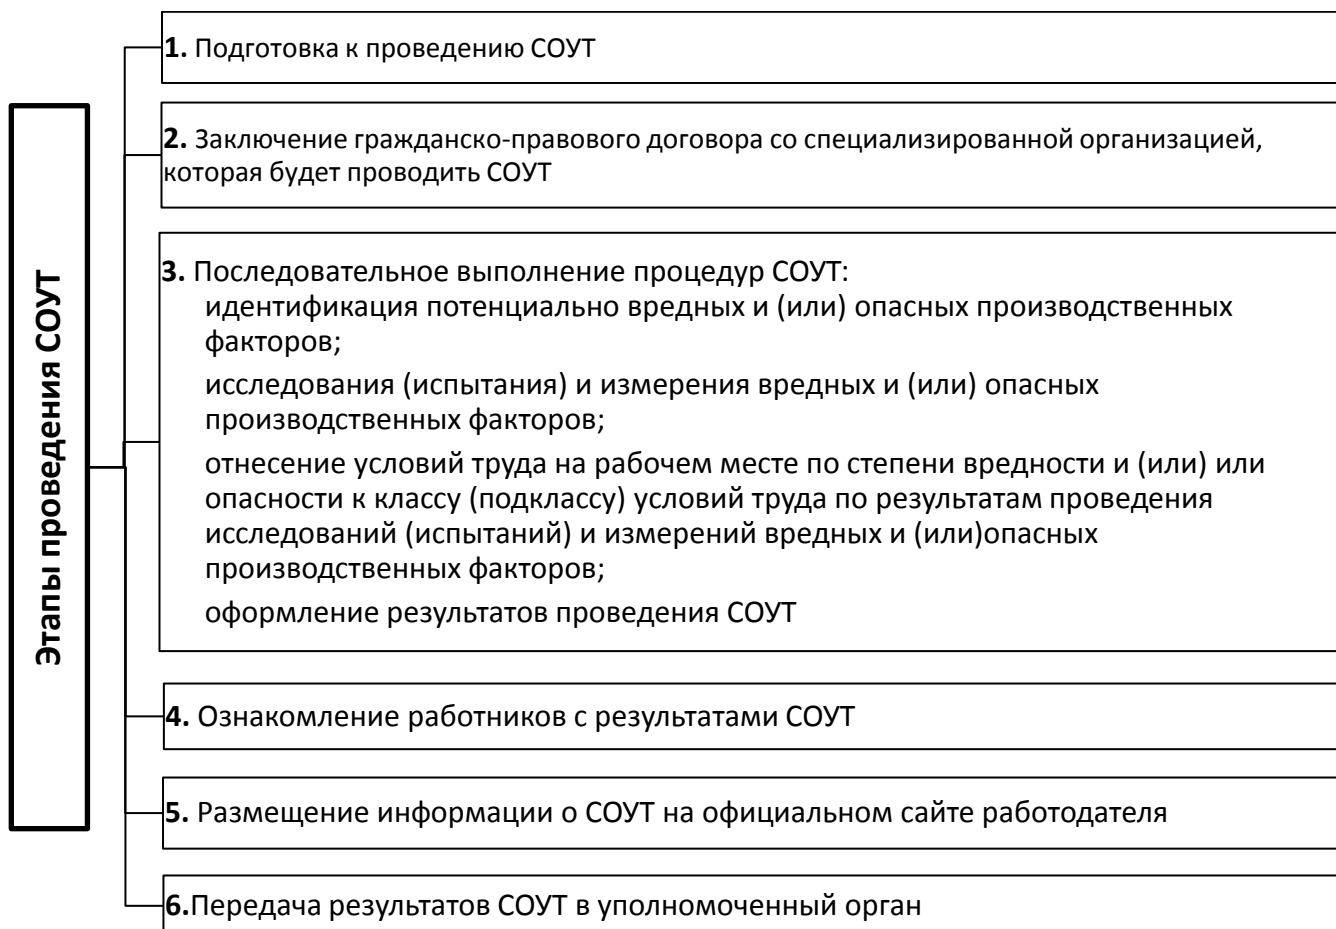 Этапы проведения СОУТ
1. Подготовка к проведению СОУТ
2. Заключение гражданско-правового договора со специализированной организацией,
которая будет проводить СОУТ
3. Последовательное выполнение процедур СОУТ:
идентификация потенциально вредных и (или) опасных производственных
факторов;
исследования (испытания) и измерения вредных и (или) опасных
производственных факторов;
отнесение условий труда на рабочем месте по степени вредности и (или) или
опасности к классу (подклассу) условий труда по результатам проведения
исследований (испытаний) и измерений вредных и (или)опасных
производственных факторов;
оформление результатов проведения СОУТ
4. Ознакомление работников с результатами СОУТ
5. Размещение информации о СОУТ на официальном сайте работодателя
6.Передача результатов СОУТ в уполномоченный орган